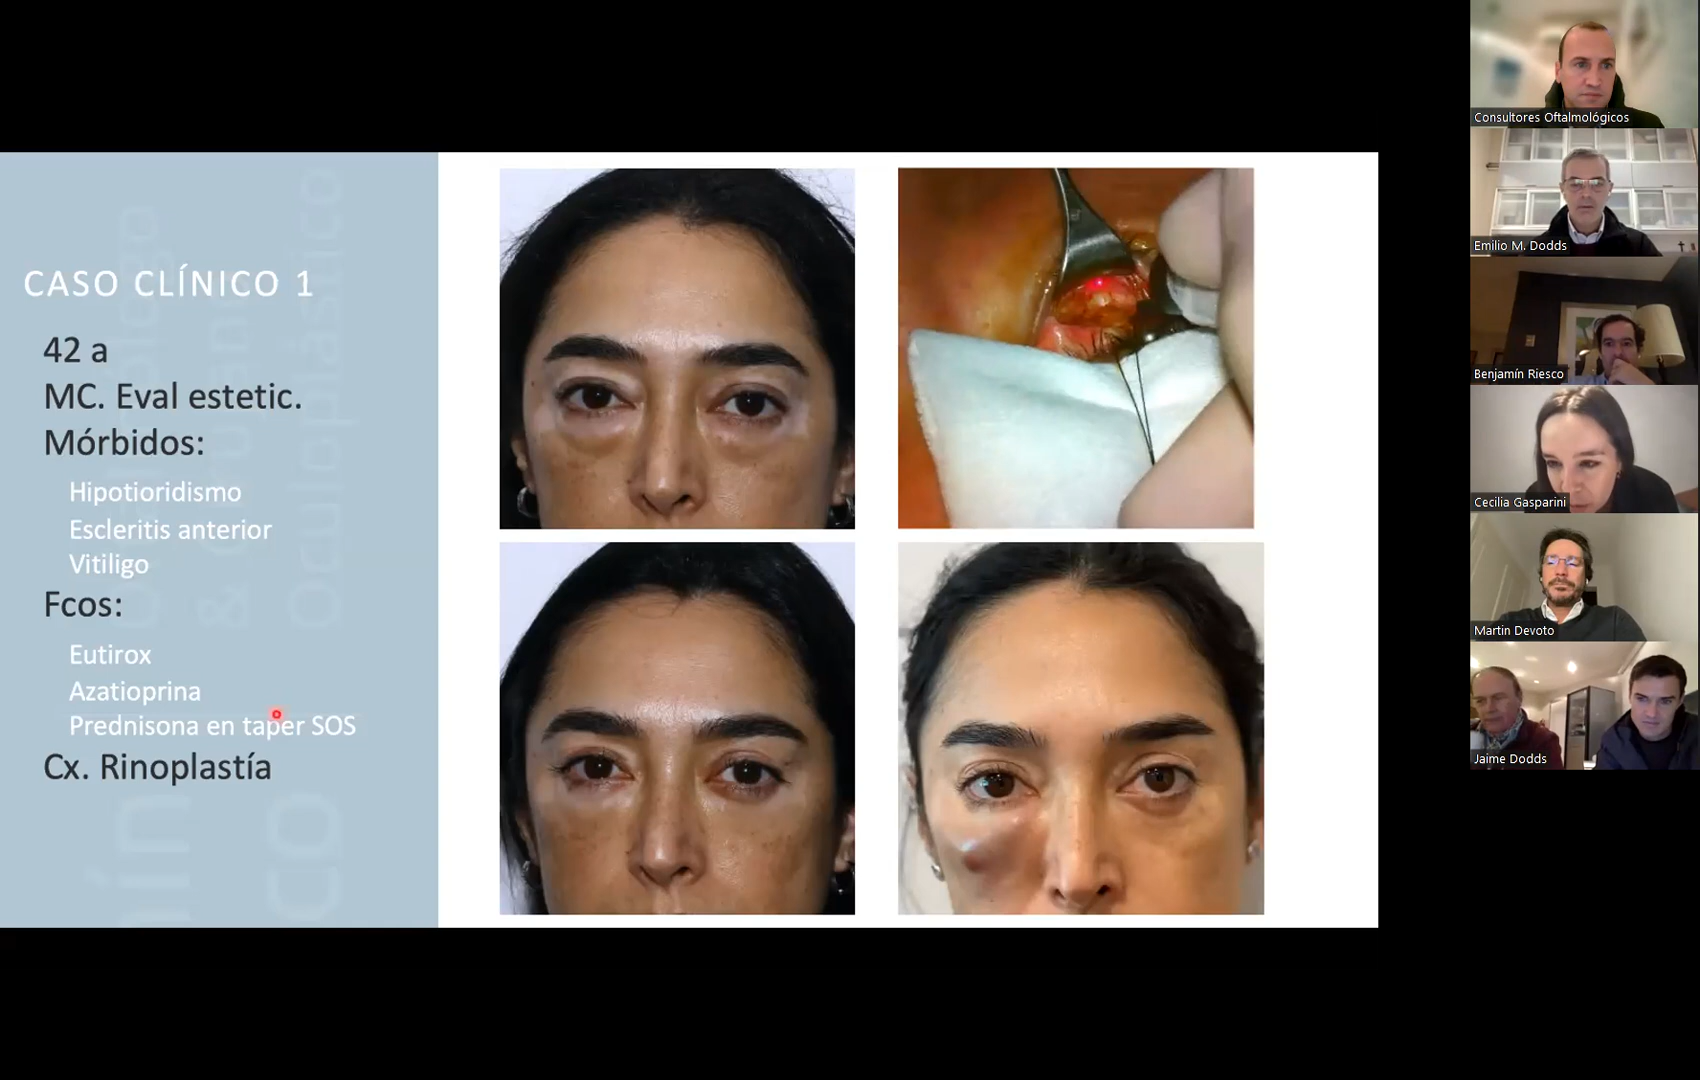 CASO CLÍNICO 1
42 a
MC. Eval estetic.
Mórbidos:
Hipotioridismo
Escleritis anterior
Vitiligo
Fcos:
Eutirox
Azatioprina
Prednisona en taper SOS
Cx. Rinoplastía
Consultores Oftalmológicos
Emilio M. Dodds
Benjamín Riesco
Cecilia Gasparini
Martin Devoto
Jaime Dodds